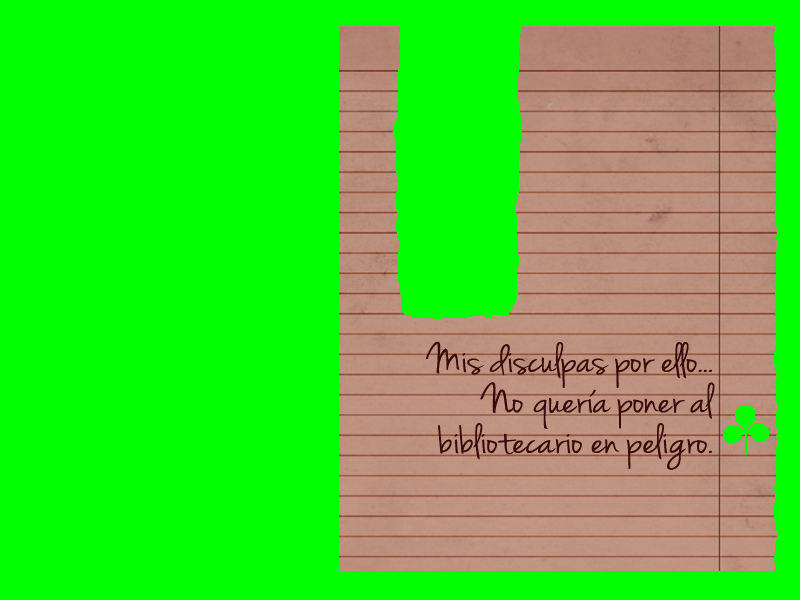 Mis disculpas por ello...
No quería poner al
bibliotecario en peligro.